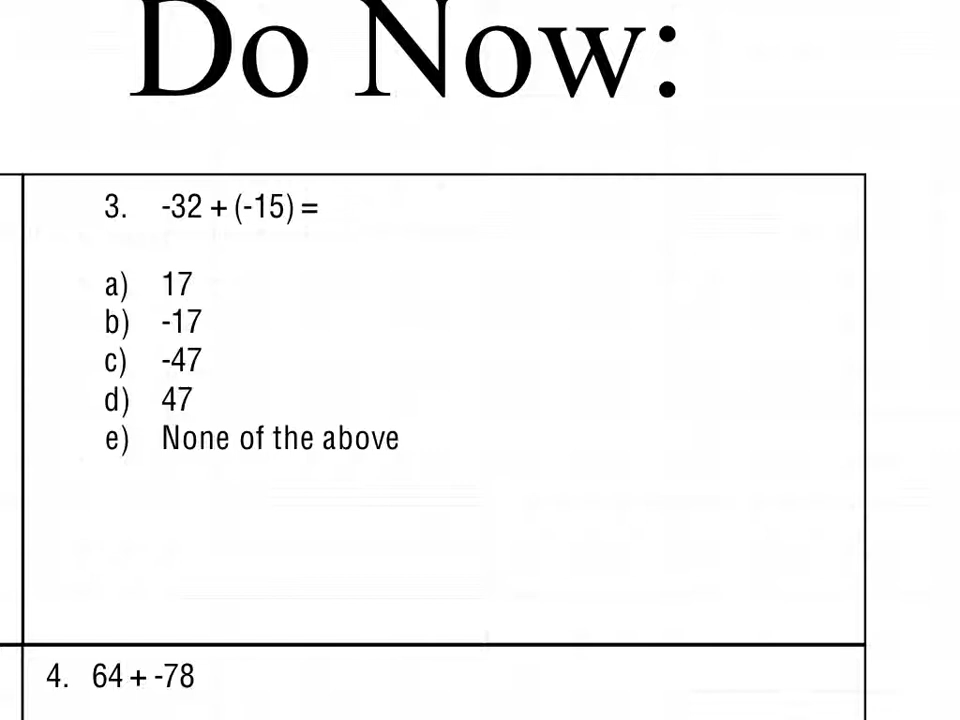 Do Now:
3. -32 + (-15) =
a) 17
b) -17
c) -47
d) 47
e) None of the above
4. 64 + -78